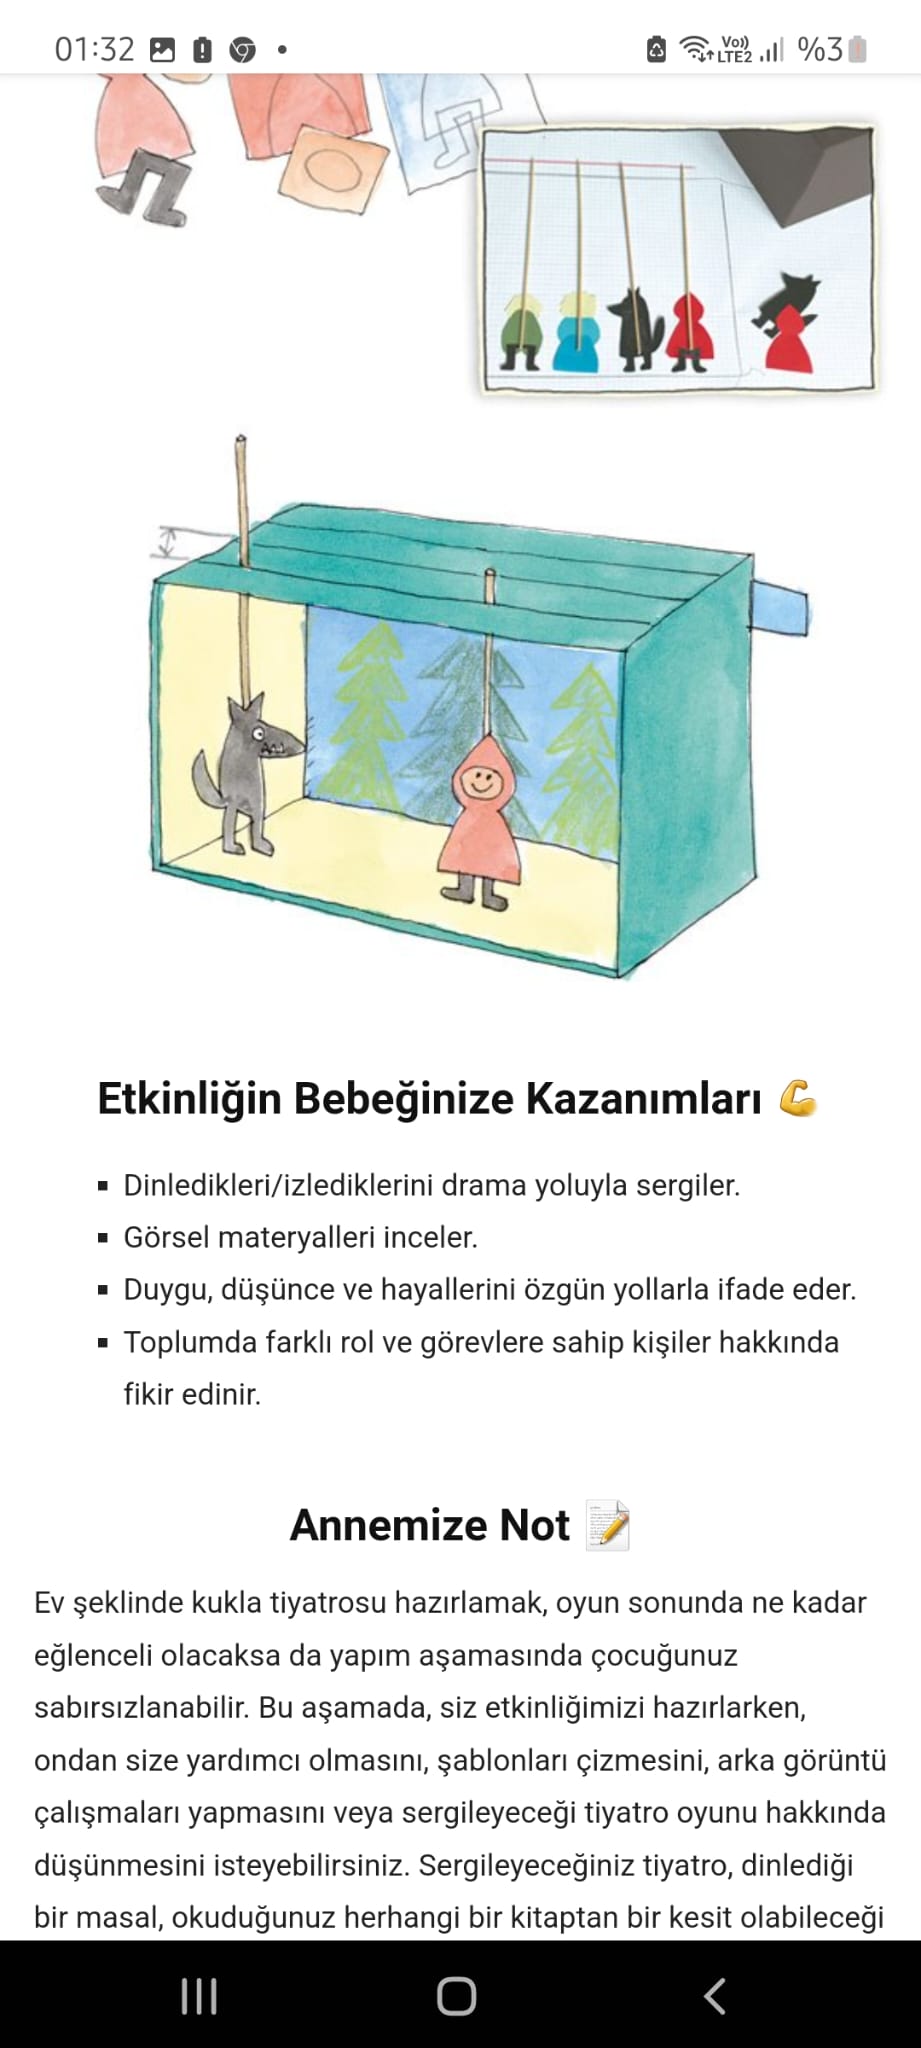 01:32
Vo))
LTE2
%3
Etkinliğin Bebeğinize Kazanımları 💪
▪ Dinledikleri/izlediklerini drama yoluyla sergiler.
▪ Görsel materyalleri inceler.
▪ Duygu, düşünce ve hayallerini özgün yollarla ifade eder.
▪ Toplumda farklı rol ve görevlere sahip kişiler hakkında
fikir edinir.
Annemize Not 📝
Ev şeklinde kukla tiyatrosu hazırlamak, oyun sonunda ne kadar
eğlenceli olacaksa da yapım aşamasında çocuğunuz
sabırsızlanabilir. Bu aşamada, siz etkinliğimizi hazırlarken,
ondan size yardımcı olmasını, şablonları çizmesini, arka görüntü
çalışmaları yapmasını veya sergileyeceği tiyatro oyunu hakkında
düşünmesini isteyebilirsiniz. Sergileyeceğiniz tiyatro, dinlediği
bir masal, okuduğunuz herhangi bir kitaptan bir kesit olabileceği